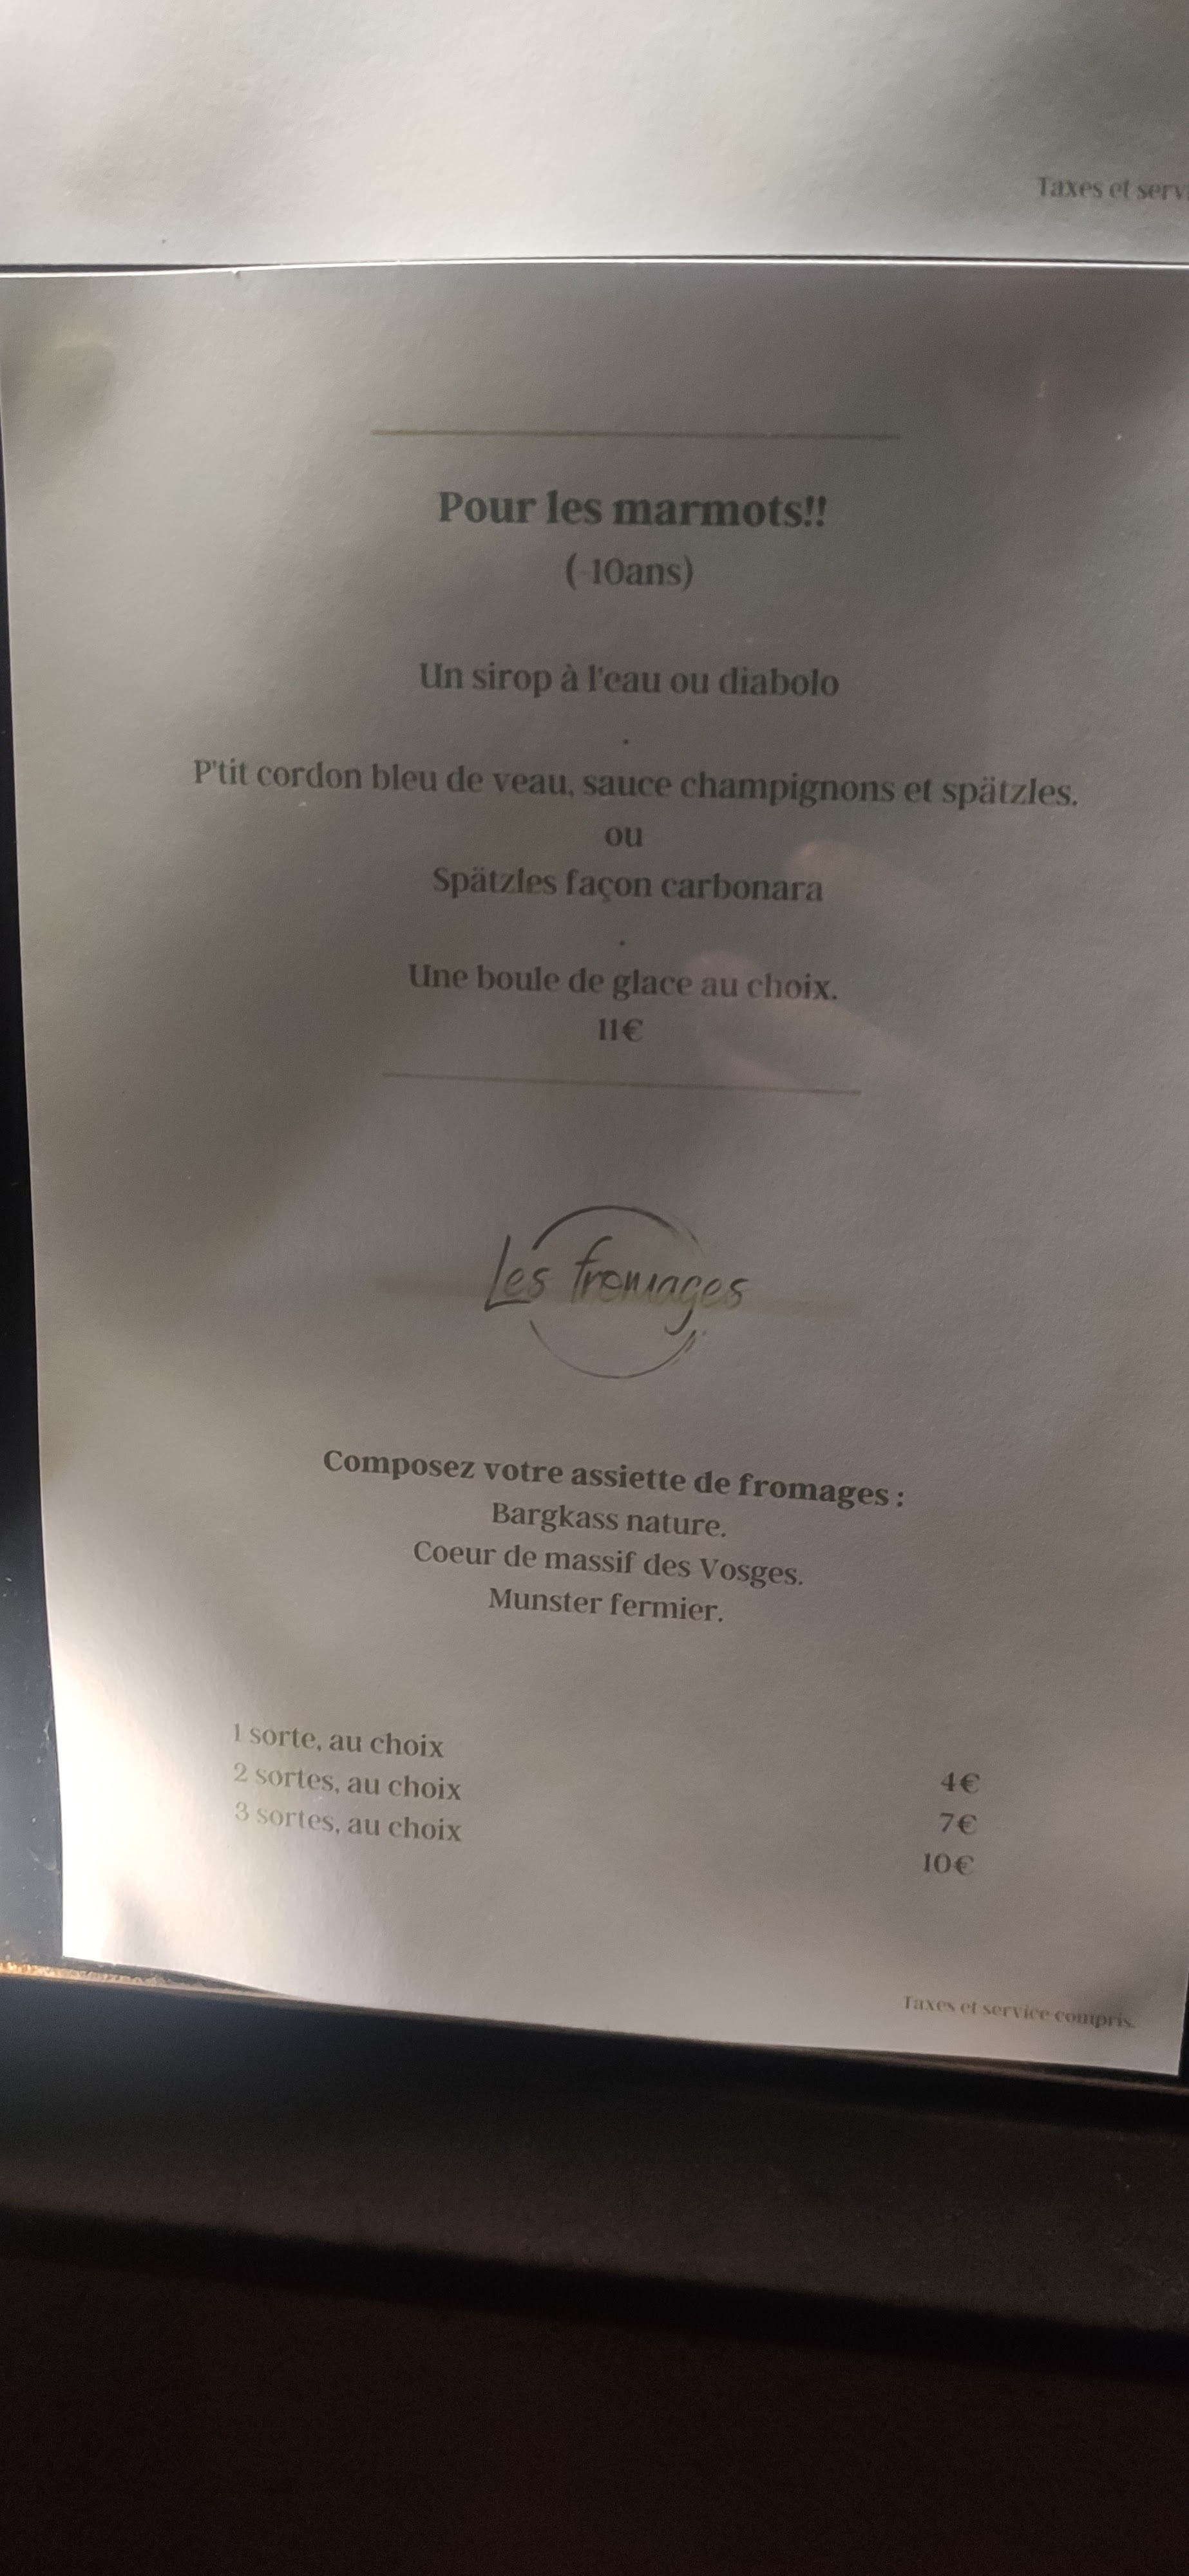 Taxes et serv
Pour les marmots!!
(-10ans)
Un sirop à l'eau ou diabolo
.
P'tit cordon bleu de veau, sauce champignons et spätzles.
ou
Spätzles façon carbonara
.
Une boule de glace au choix.
11€
Les fromages
Composez votre assiette de fromages :
Bargkass nature.
Coeur de massif des Vosges.
Munster fermier.
1 sorte, au choix 4€
2 sortes, au choix 7€
3 sortes, au choix 10€
Taxes et service compris.